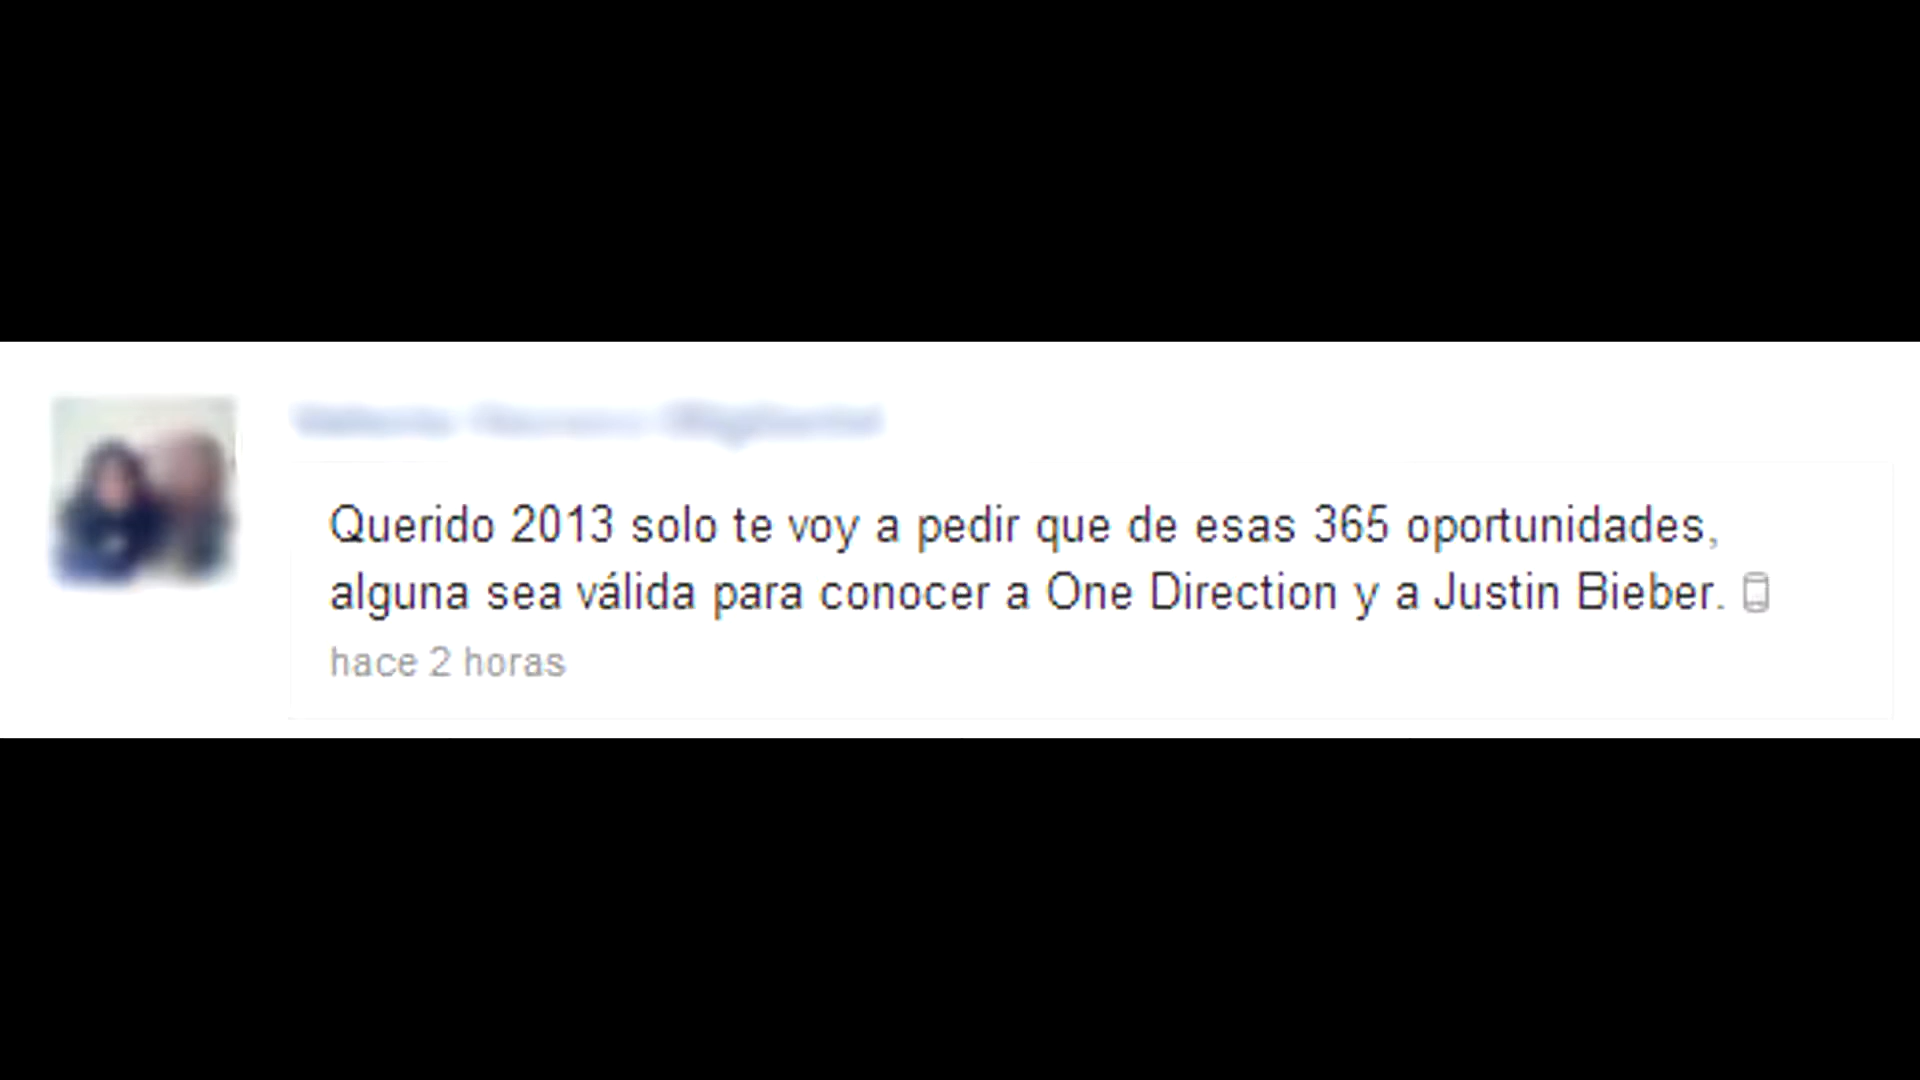 Querido 2013 solo te voy a pedir que de esas 365 oportunidades,
alguna sea válida para conocer a One Direction y a Justin Bieber.
hace 2 horas